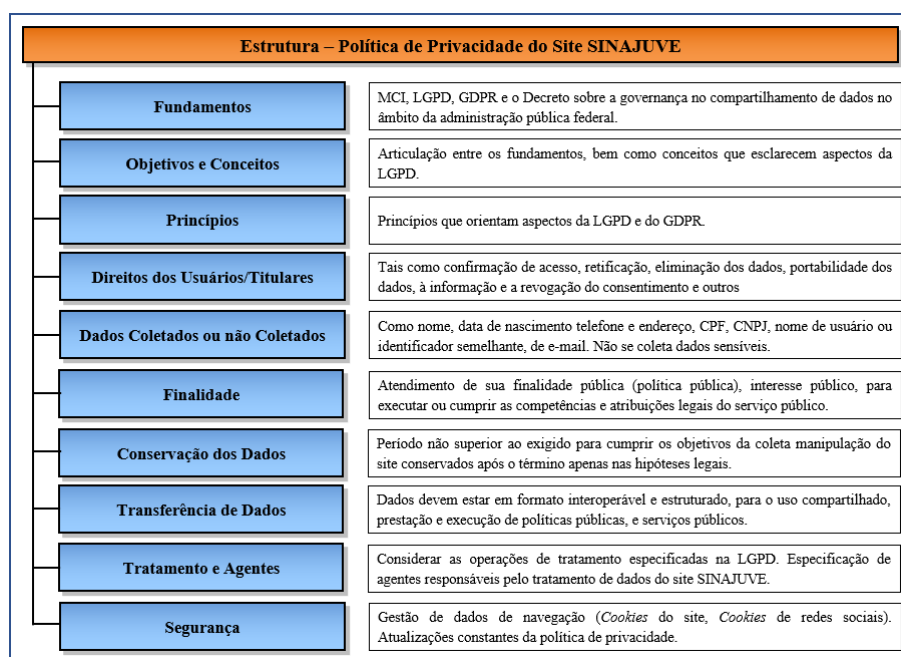 Estrutura – Política de Privacidade do Site SINAJUVE
Fundamentos
MCI, LGPD, GDPR e o Decreto sobre a governança no compartilhamento de dados no
âmbito da administração pública federal.
Objetivos e Conceitos
Articulação entre os fundamentos, bem como conceitos que esclarecem aspectos da
LGPD.
Princípios
Princípios que orientam aspectos da LGPD e do GDPR.
Direitos dos Usuários/Titulares
Tais como confirmação de acesso, retificação, eliminação dos dados, portabilidade dos
dados, à informação e a revogação do consentimento e outros
Dados Coletados ou não Coletados
Como nome, data de nascimento telefone e endereço, CPF, CNPJ, nome de usuário ou
identificador semelhante, de e-mail. Não se coleta dados sensíveis.
Finalidade
Atendimento de sua finalidade pública (política pública), interesse público, para
executar ou cumprir as competências e atribuições legais do serviço público.
Conservação dos Dados
Período não superior ao exigido para cumprir os objetivos da coleta manipulação do
site conservados após o término apenas nas hipóteses legais.
Transferência de Dados
Dados devem estar em formato interoperável e estruturado, para o uso compartilhado,
prestação e execução de políticas públicas, e serviços públicos.
Tratamento e Agentes
Considerar as operações de tratamento especificadas na LGPD. Especificação de
agentes responsáveis pelo tratamento de dados do site SINAJUVE.
Segurança
Gestão de dados de navegação (Cookies do site, Cookies de redes sociais).
Atualizações constantes da política de privacidade.